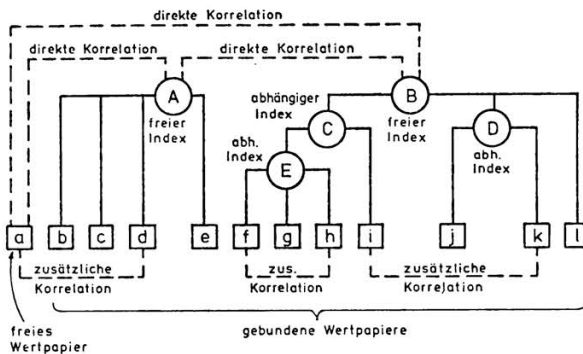 direkte Korrelation
direkte Korrelation
direkte Korrelation
A
freier
Index
abhängiger
Index
B
freier
Index
C
D
abh.
Index
abh.
Index
E
a
b
c
d
e
f
g
h
i
j
k
l
zusätzliche
Korrelation
zus.
Korrelation
zusätzliche
Korrelation
freies
Wertpapier
gebundene Wertpapiere